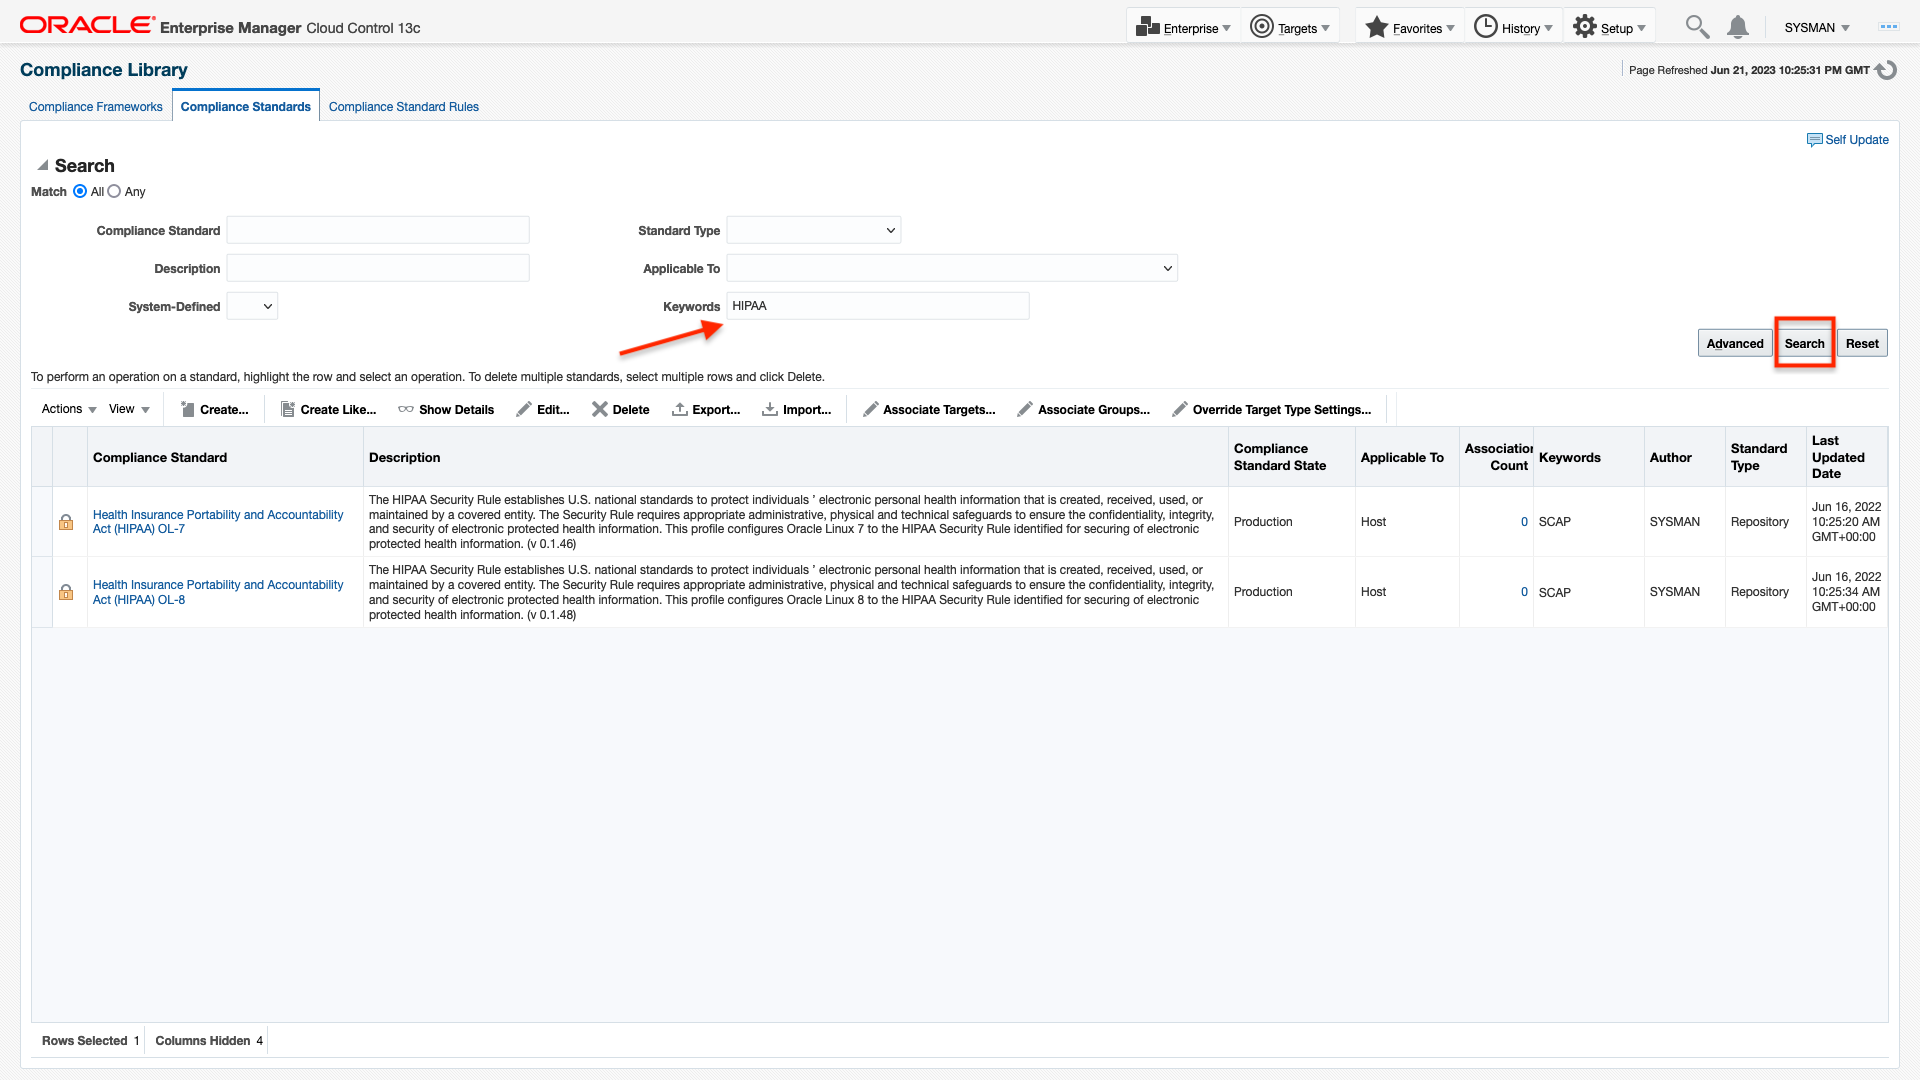 ORACLE Enterprise Manager Cloud Control 13c
Enterprise Targets Favorites History Setup SYSMAN
Compliance Library
Page Refreshed Jun 21, 2023 10:25:31 PM GMT
Compliance Frameworks Compliance Standards Compliance Standard Rules
Self Update
Search
Match All Any
Compliance Standard Standard Type
Description Applicable To
System-Defined Keywords HIPAA
Advanced Search Reset
To perform an operation on a standard, highlight the row and select an operation. To delete multiple standards, select multiple rows and click Delete.
Actions View Create... Create Like... Show Details Edit... Delete Export... Import... Associate Targets... Associate Groups... Override Target Type Settings...
Compliance Standard
Description
Compliance
Standard State
Applicable To
Association
Count
Keywords
Author
Standard
Type
Last
Updated
Date
Health Insurance Portability and Accountability
Act (HIPAA) OL-7
The HIPAA Security Rule establishes U.S. national standards to protect individuals ’ electronic personal health information that is created, received, used, or
maintained by a covered entity. The Security Rule requires appropriate administrative, physical and technical safeguards to ensure the confidentiality, integrity,
and security of electronic protected health information. This profile configures Oracle Linux 7 to the HIPAA Security Rule identified for securing of electronic
protected health information. (v 0.1.46)
Production
Host
0
SCAP
SYSMAN
Repository
Jun 16, 2022
10:25:20 AM
GMT+00:00
Health Insurance Portability and Accountability
Act (HIPAA) OL-8
The HIPAA Security Rule establishes U.S. national standards to protect individuals ’ electronic personal health information that is created, received, used, or
maintained by a covered entity. The Security Rule requires appropriate administrative, physical and technical safeguards to ensure the confidentiality, integrity,
and security of electronic protected health information. This profile configures Oracle Linux 8 to the HIPAA Security Rule identified for securing of electronic
protected health information. (v 0.1.48)
Production
Host
0
SCAP
SYSMAN
Repository
Jun 16, 2022
10:25:34 AM
GMT+00:00
Rows Selected 1 Columns Hidden 4